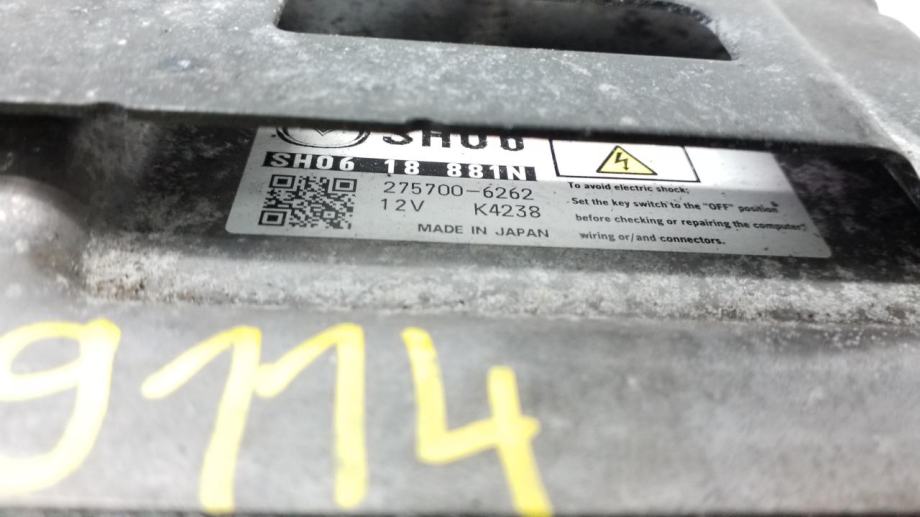 SH06
SH06 18 881N
275700-6262
12V K4238
MADE IN JAPAN
To avoid electric shock;
Set the key switch to the "OFF" position
before checking or repairing the computer,
wiring or/and connectors.
9114